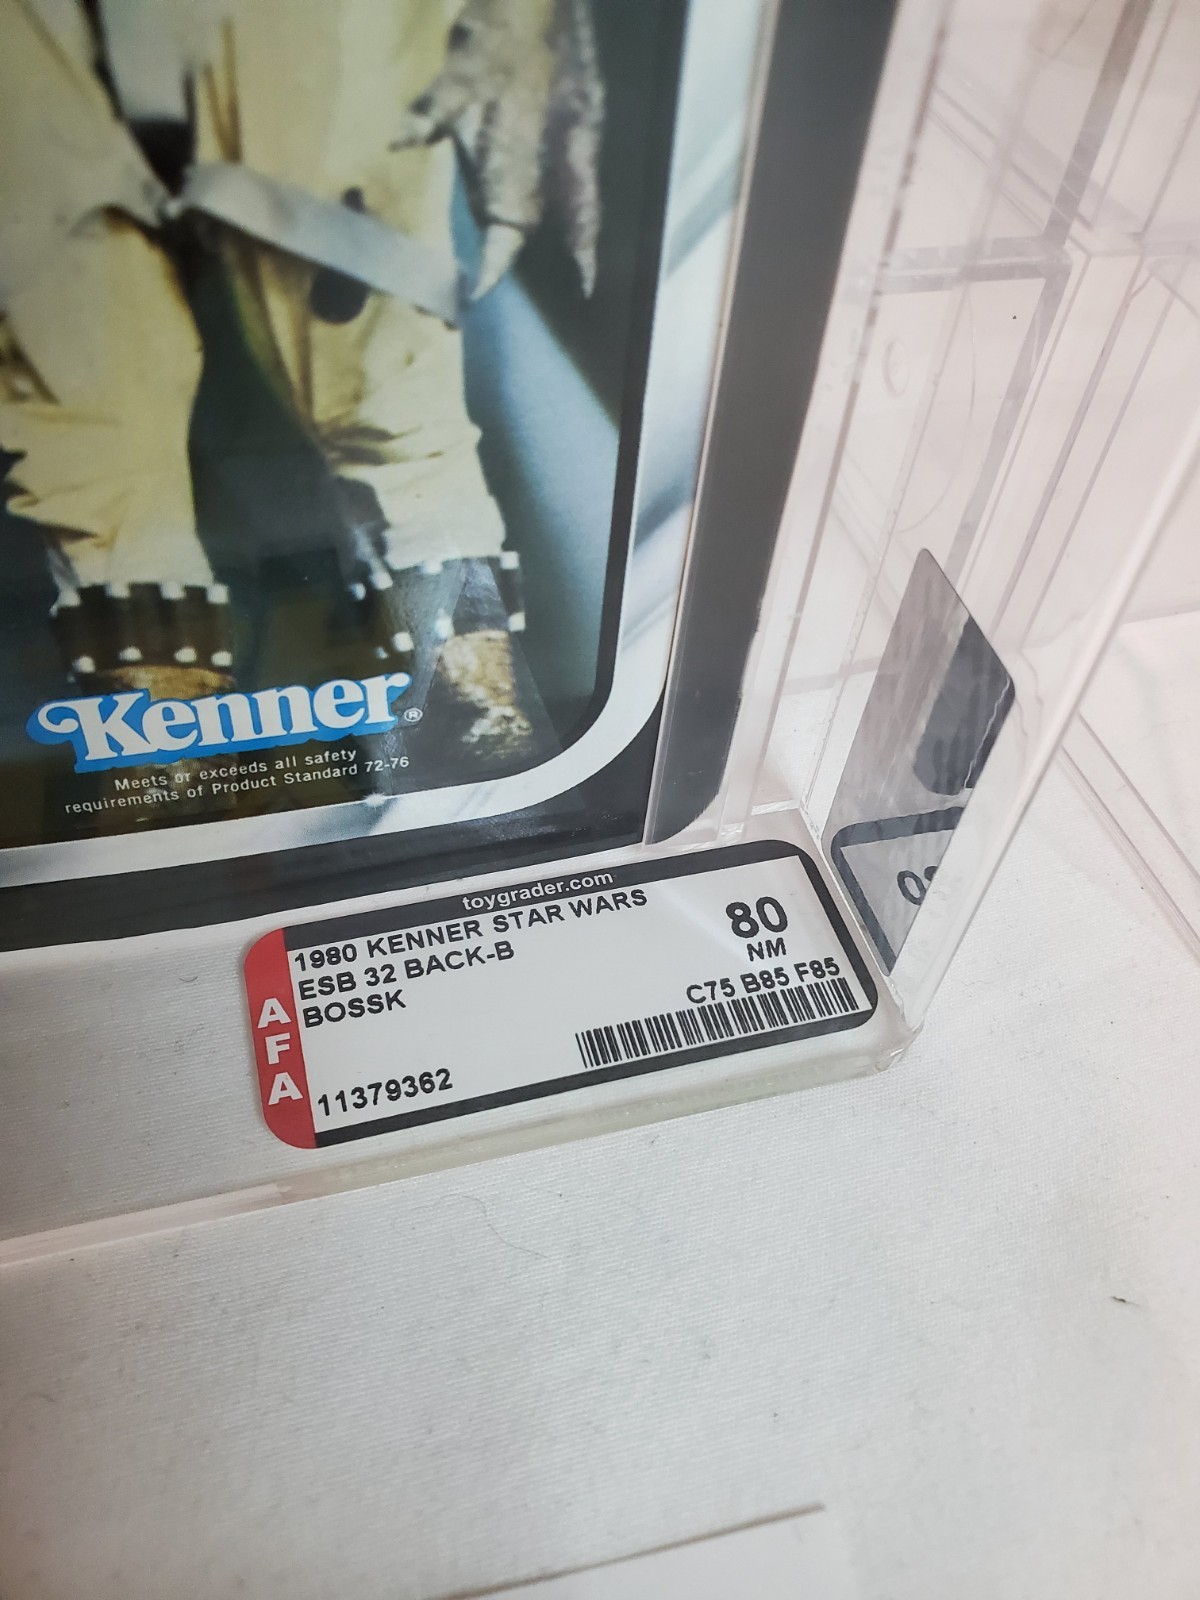 Kenner®
Meets or exceeds all safety
requirements of Product Standard 72-76
toygrader.com
1980 KENNER STAR WARS
ESB 32 BACK-B
BOSSK
80
NM
C75 B85 F85
AFA
11379362